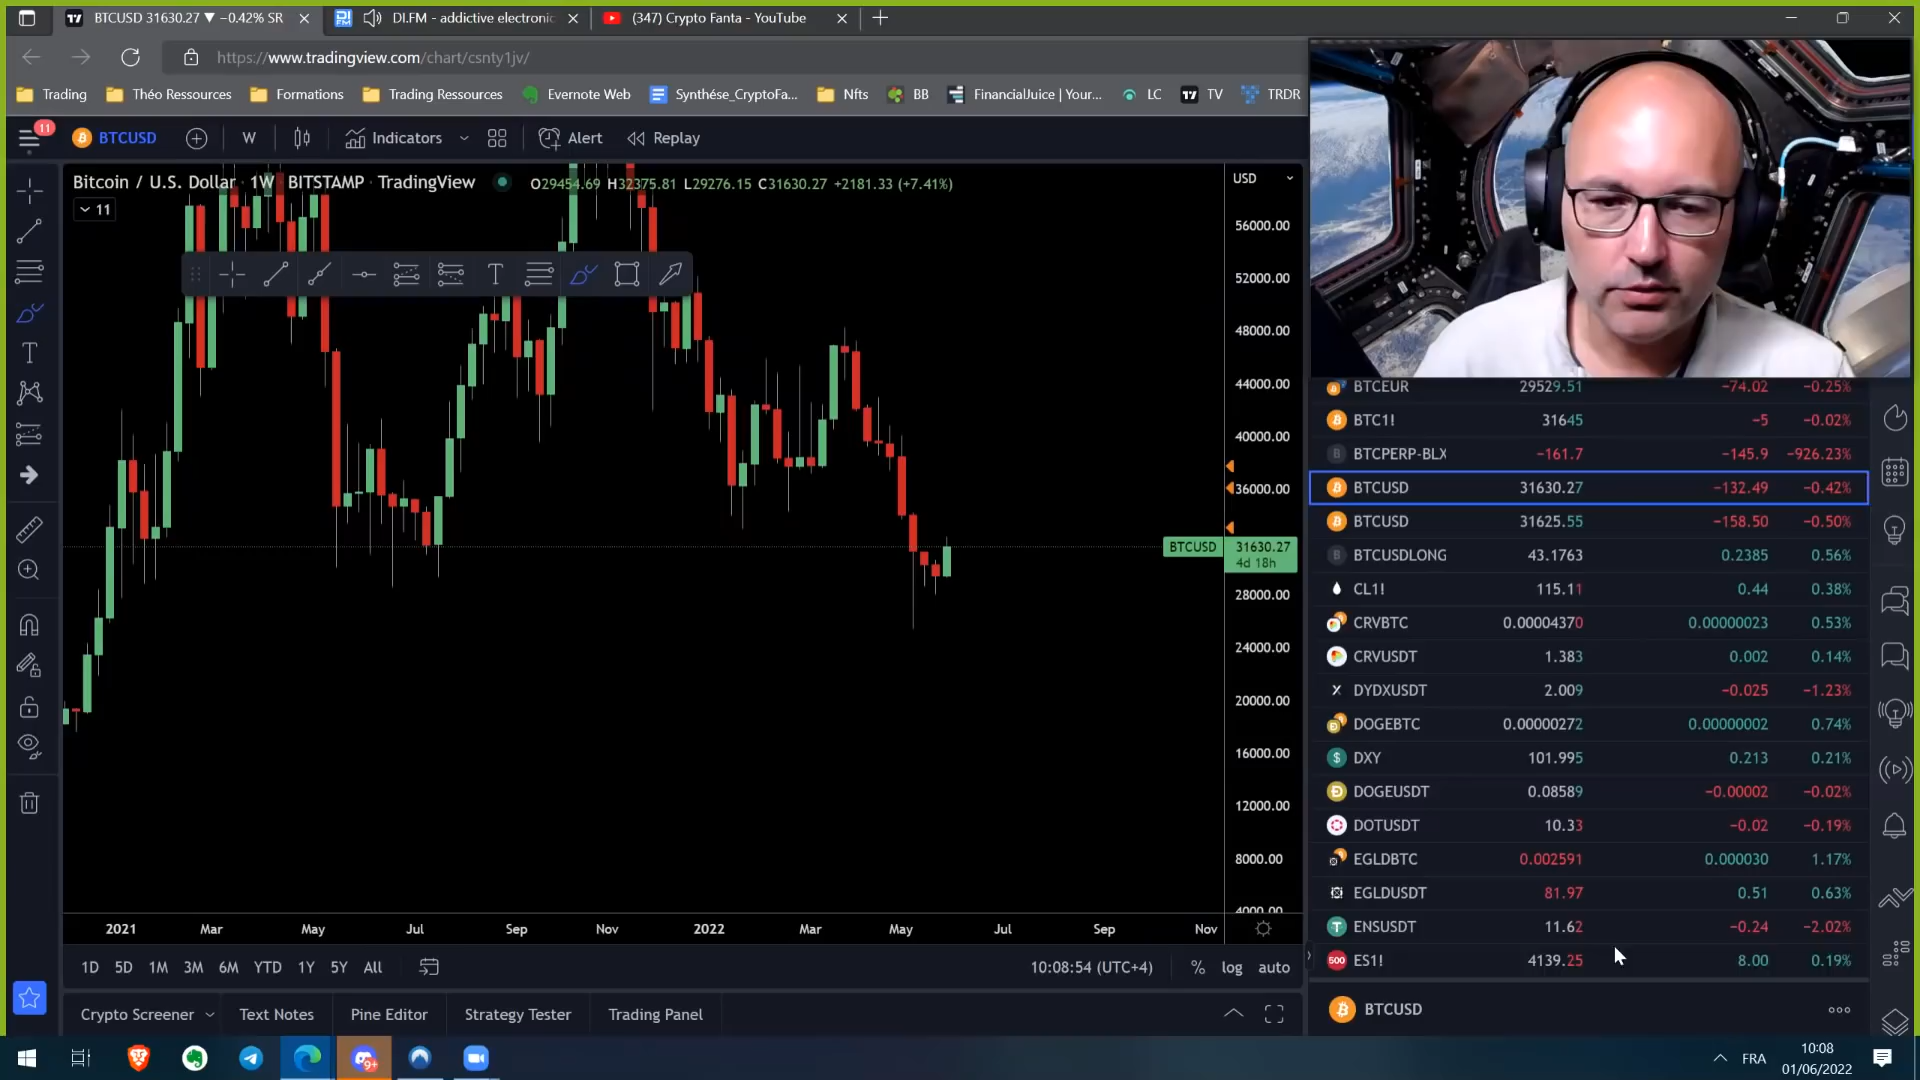 BTCUSD 31630.27 ▼ −0.42% SR
DI.FM - addictive electronic
(347) Crypto Fanta - YouTube
https://www.tradingview.com/chart/csnty1jv/
Trading
Théo Ressources
Formations
Trading Ressources
Evernote Web
Synthése_CryptoFa...
Nfts
BB
FinancialJuice | Your...
LC
TV
TRDR
11
BTCUSD
W
Indicators
Alert
Replay
Bitcoin / U.S. Dollar 1W BITSTAMP TradingView
O29454.69 H32375.81 L29276.15 C31630.27 +2181.33 (+7.41%)
11
USD
56000.00
52000.00
48000.00
44000.00
40000.00
36000.00
BTCUSD 31630.27
4d 18h
28000.00
24000.00
20000.00
16000.00
12000.00
8000.00
4000.00
2021 Mar May Jul Sep Nov 2022 Mar May Jul Sep Nov
1D 5D 1M 3M 6M YTD 1Y 5Y All
10:08:54 (UTC+4) % log auto
Crypto Screener
Text Notes
Pine Editor
Strategy Tester
Trading Panel
BTCEUR 29529.51 −74.02 −0.25%
BTC1! 31645 −5 −0.02%
BTCPERP-BLX −161.7 −145.9 −926.23%
BTCUSD 31630.27 −132.49 −0.42%
BTCUSD 31625.55 −158.50 −0.50%
BTCUSDLONG 43.1763 0.2385 0.56%
CL1! 115.11 0.44 0.38%
CRVBTC 0.00004370 0.00000023 0.53%
CRVUSDT 1.383 0.002 0.14%
DYDXUSDT 2.009 −0.025 −1.23%
DOGEBTC 0.00000272 0.00000002 0.74%
DXY 101.995 0.213 0.21%
DOGEUSDT 0.08589 −0.00002 −0.02%
DOTUSDT 10.33 −0.02 −0.19%
EGLDBTC 0.002591 0.000030 1.17%
EGLDUSDT 81.97 0.51 0.63%
ENSUSDT 11.62 −0.24 −2.02%
500 ES1! 4139.25 8.00 0.19%
BTCUSD
9+
FRA
10:08
01/06/2022